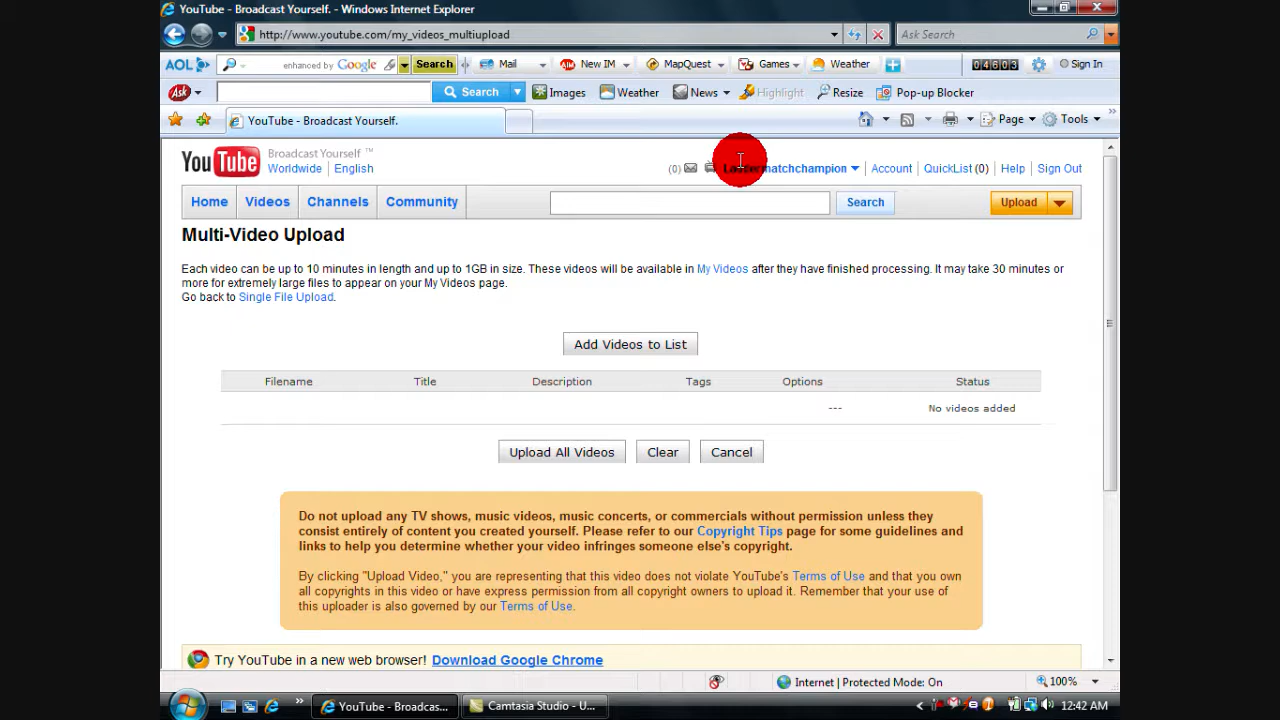 YouTube - Broadcast Yourself. - Windows Internet Explorer
http://www.youtube.com/my_videos_multiupload
Ask Search
AOL enhanced by Google Search Mail New IM MapQuest Games Weather 04603 Sign In
Ask Search Images Weather News Highlight Resize Pop-up Blocker
YouTube - Broadcast Yourself. Page Tools
YouTube Broadcast Yourself ™
Worldwide English
(0) matchchampion Account QuickList (0) Help Sign Out
Home Videos Channels Community Search Upload
Multi-Video Upload
Each video can be up to 10 minutes in length and up to 1GB in size. These videos will be available in My Videos after they have finished processing. It may take 30 minutes or
more for extremely large files to appear on your My Videos page.
Go back to Single File Upload.
Add Videos to List
Filename Title Description Tags Options Status
--- No videos added
Upload All Videos Clear Cancel
Do not upload any TV shows, music videos, music concerts, or commercials without permission unless they
consist entirely of content you created yourself. Please refer to our Copyright Tips page for some guidelines and
links to help you determine whether your video infringes someone else's copyright.
By clicking "Upload Video," you are representing that this video does not violate YouTube's Terms of Use and that you own
all copyrights in this video or have express permission from all copyright owners to upload it. Remember that your use of
this uploader is also governed by our Terms of Use.
Try YouTube in a new web browser! Download Google Chrome
Internet | Protected Mode: On 100%
YouTube - Broadcas... Camtasia Studio - U... 12:42 AM